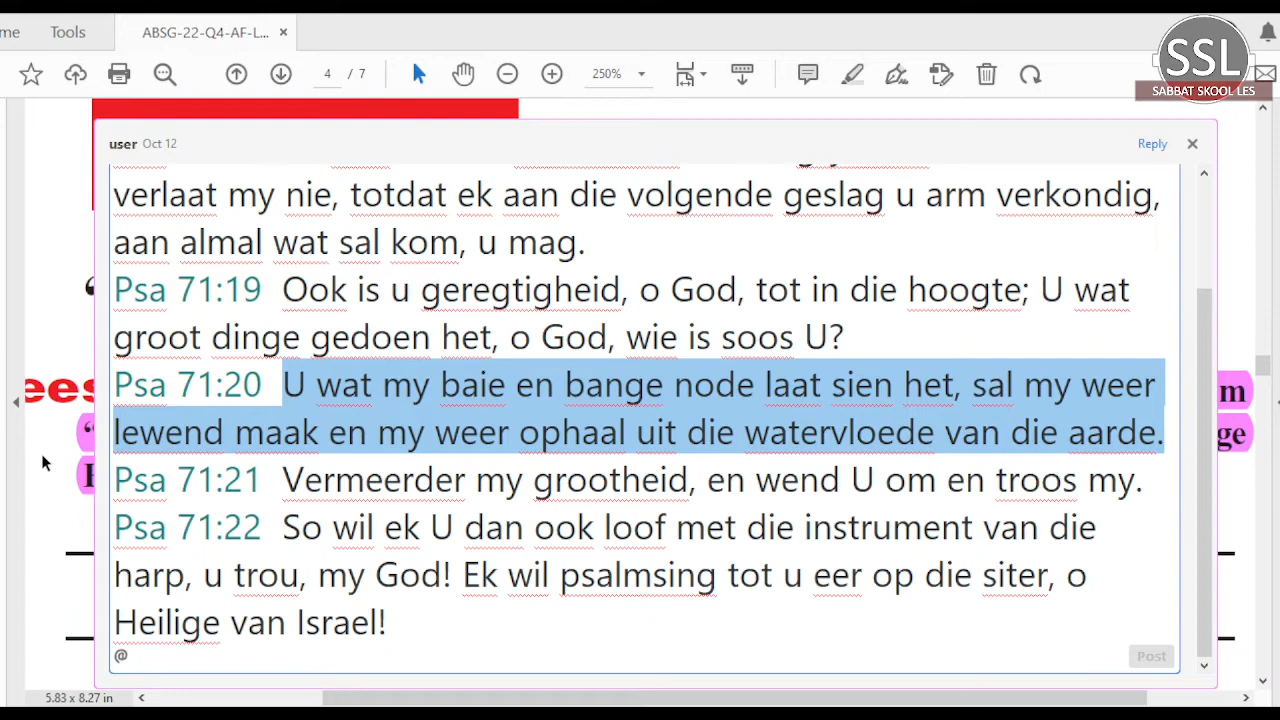 me Tools ABSG-22-Q4-AF-L... ×
SSL
SABBAT SKOOL LES
4 / 7 250%
user Oct 12 Reply
verlaat my nie, totdat ek aan die volgende geslag u arm verkondig,
aan almal wat sal kom, u mag.
Psa 71:19 Ook is u geregtigheid, o God, tot in die hoogte; U wat
groot dinge gedoen het, o God, wie is soos U?
Psa 71:20 U wat my baie en bange node laat sien het, sal my weer
lewend maak en my weer ophaal uit die watervloede van die aarde.
Psa 71:21 Vermeerder my grootheid, en wend U om en troos my.
Psa 71:22 So wil ek U dan ook loof met die instrument van die
harp, u trou, my God! Ek wil psalmsing tot u eer op die siter, o
Heilige van Israel!
@ Post
ees
m
ge
5.83 x 8.27 in